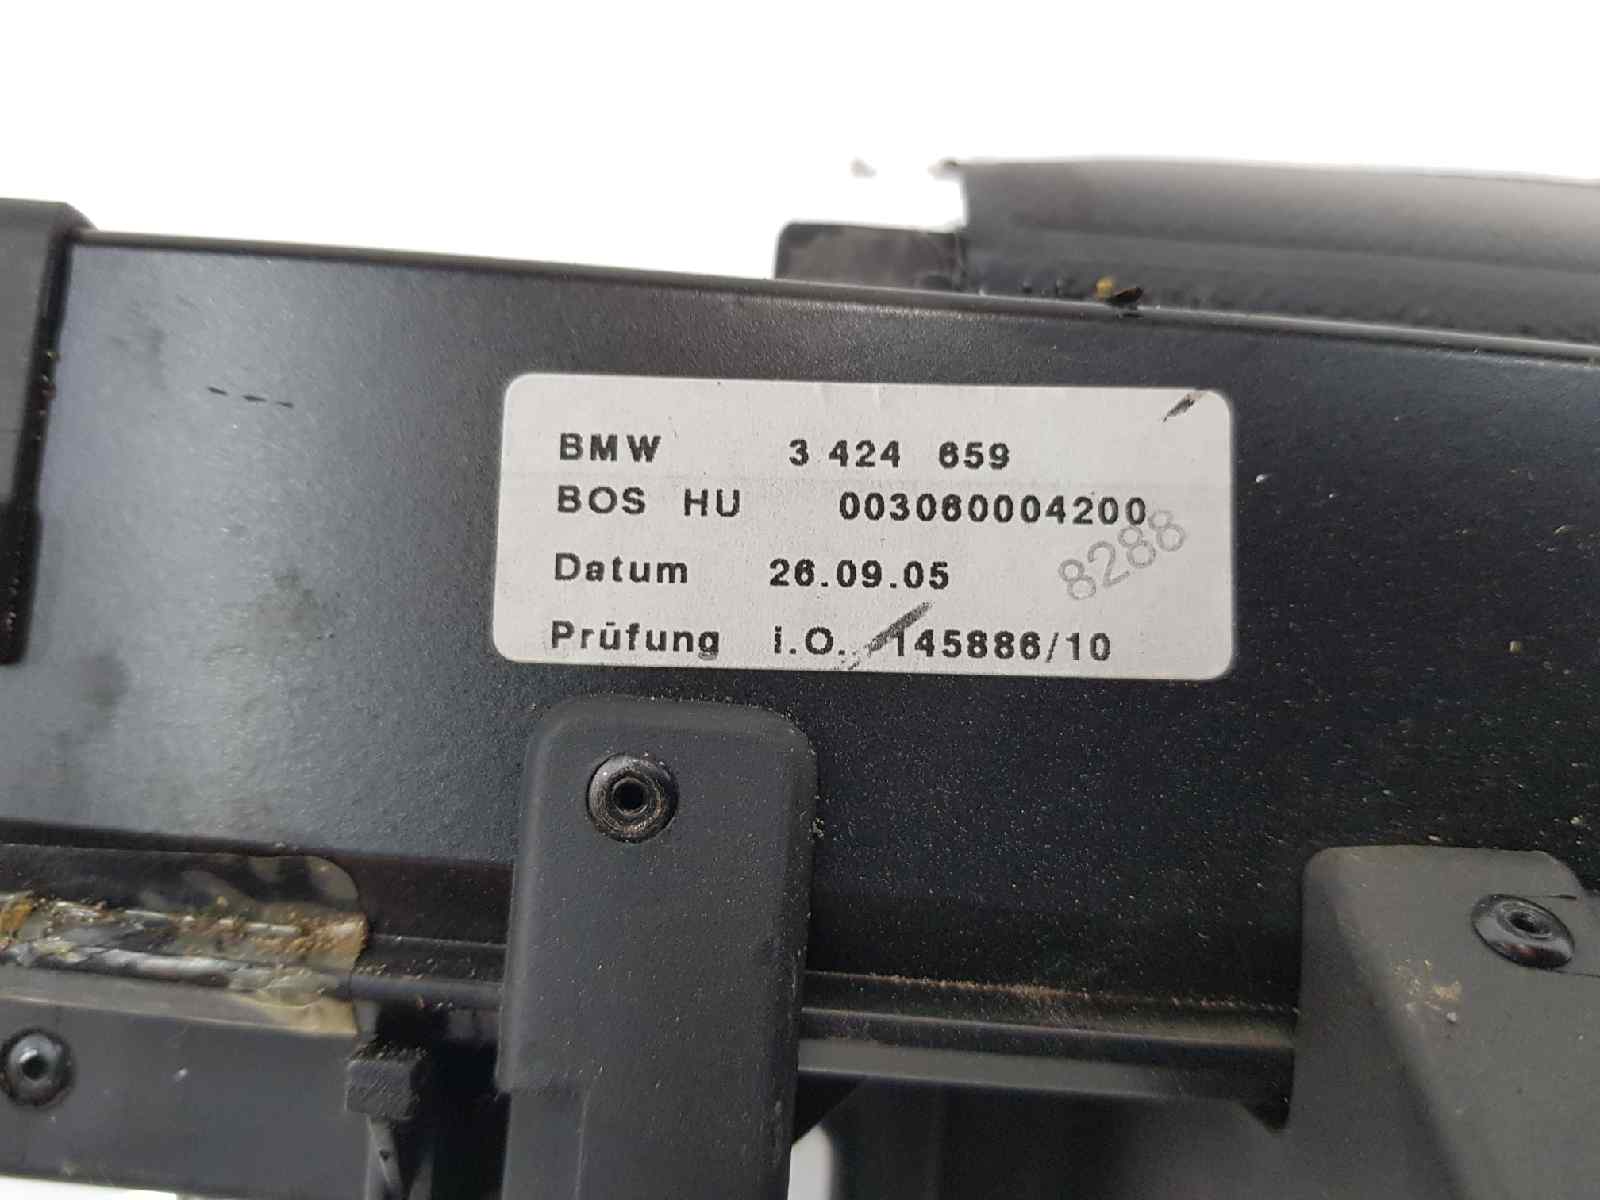 BMW 3 424 659
BOS HU 003060004200
8288
Datum 26.09.05
Prüfung i.O. 145886/10